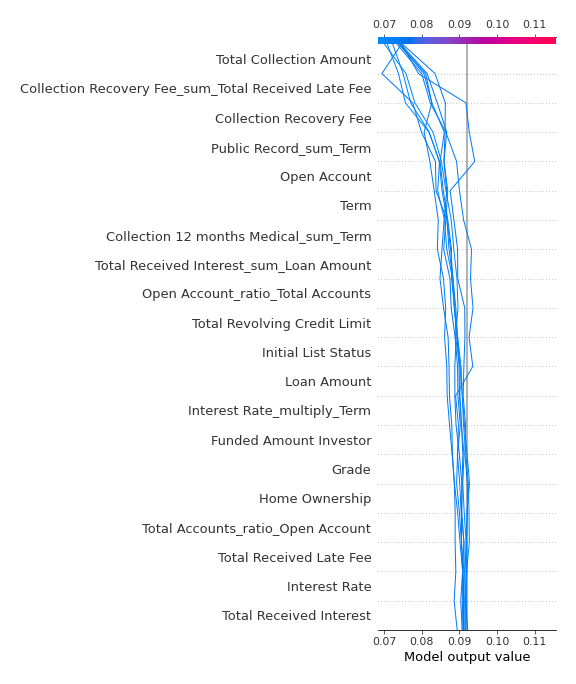 0.07 0.08 0.09 0.10 0.11
Total Collection Amount
Collection Recovery Fee_sum_Total Received Late Fee
Collection Recovery Fee
Public Record_sum_Term
Open Account
Term
Collection 12 months Medical_sum_Term
Total Received Interest_sum_Loan Amount
Open Account_ratio_Total Accounts
Total Revolving Credit Limit
Initial List Status
Loan Amount
Interest Rate_multiply_Term
Funded Amount Investor
Grade
Home Ownership
Total Accounts_ratio_Open Account
Total Received Late Fee
Interest Rate
Total Received Interest
0.07 0.08 0.09 0.10 0.11
Model output value